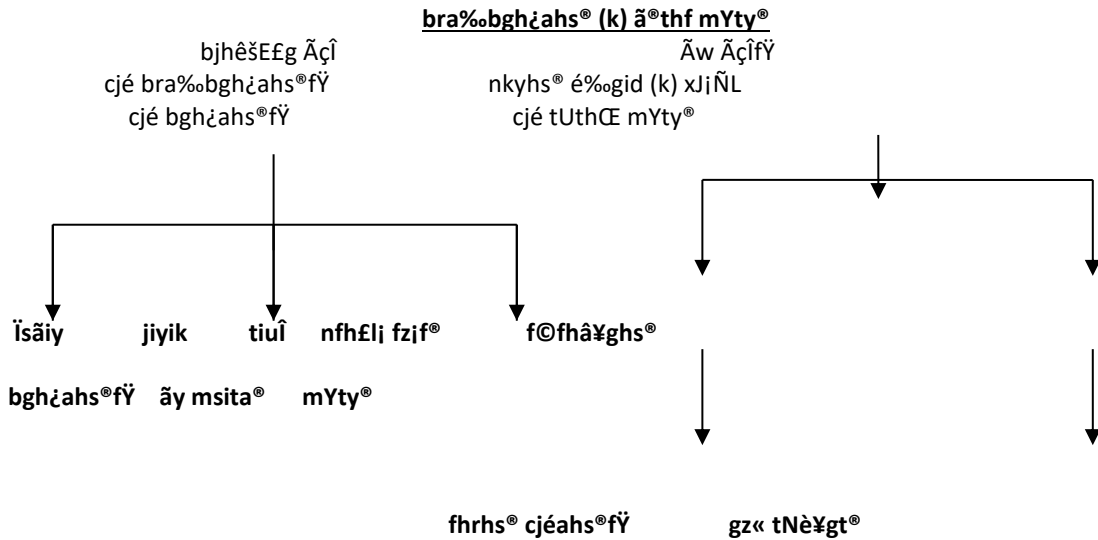 bra‰bgh¿ahs® (k) ã®thf mYty®
bjhêšE£g ÃçÎ
Ãw ÃçÎfŸ
cjé bra‰bgh¿ahs®fŸ
nkyhs® é‰gid (k) xJ¡ÑL
cjé bgh¿ahs®fŸ
cjé tUthŒ mYty®
Ïsãiy
jiyik
tiuÎ
nfh£l¡ fz¡f®
f©fhâ¥ghs®
bgh¿ahs®fŸ
ãy msita®
mYty®
fhrhs® cjéahs®fŸ
gz« tNè¥gt®